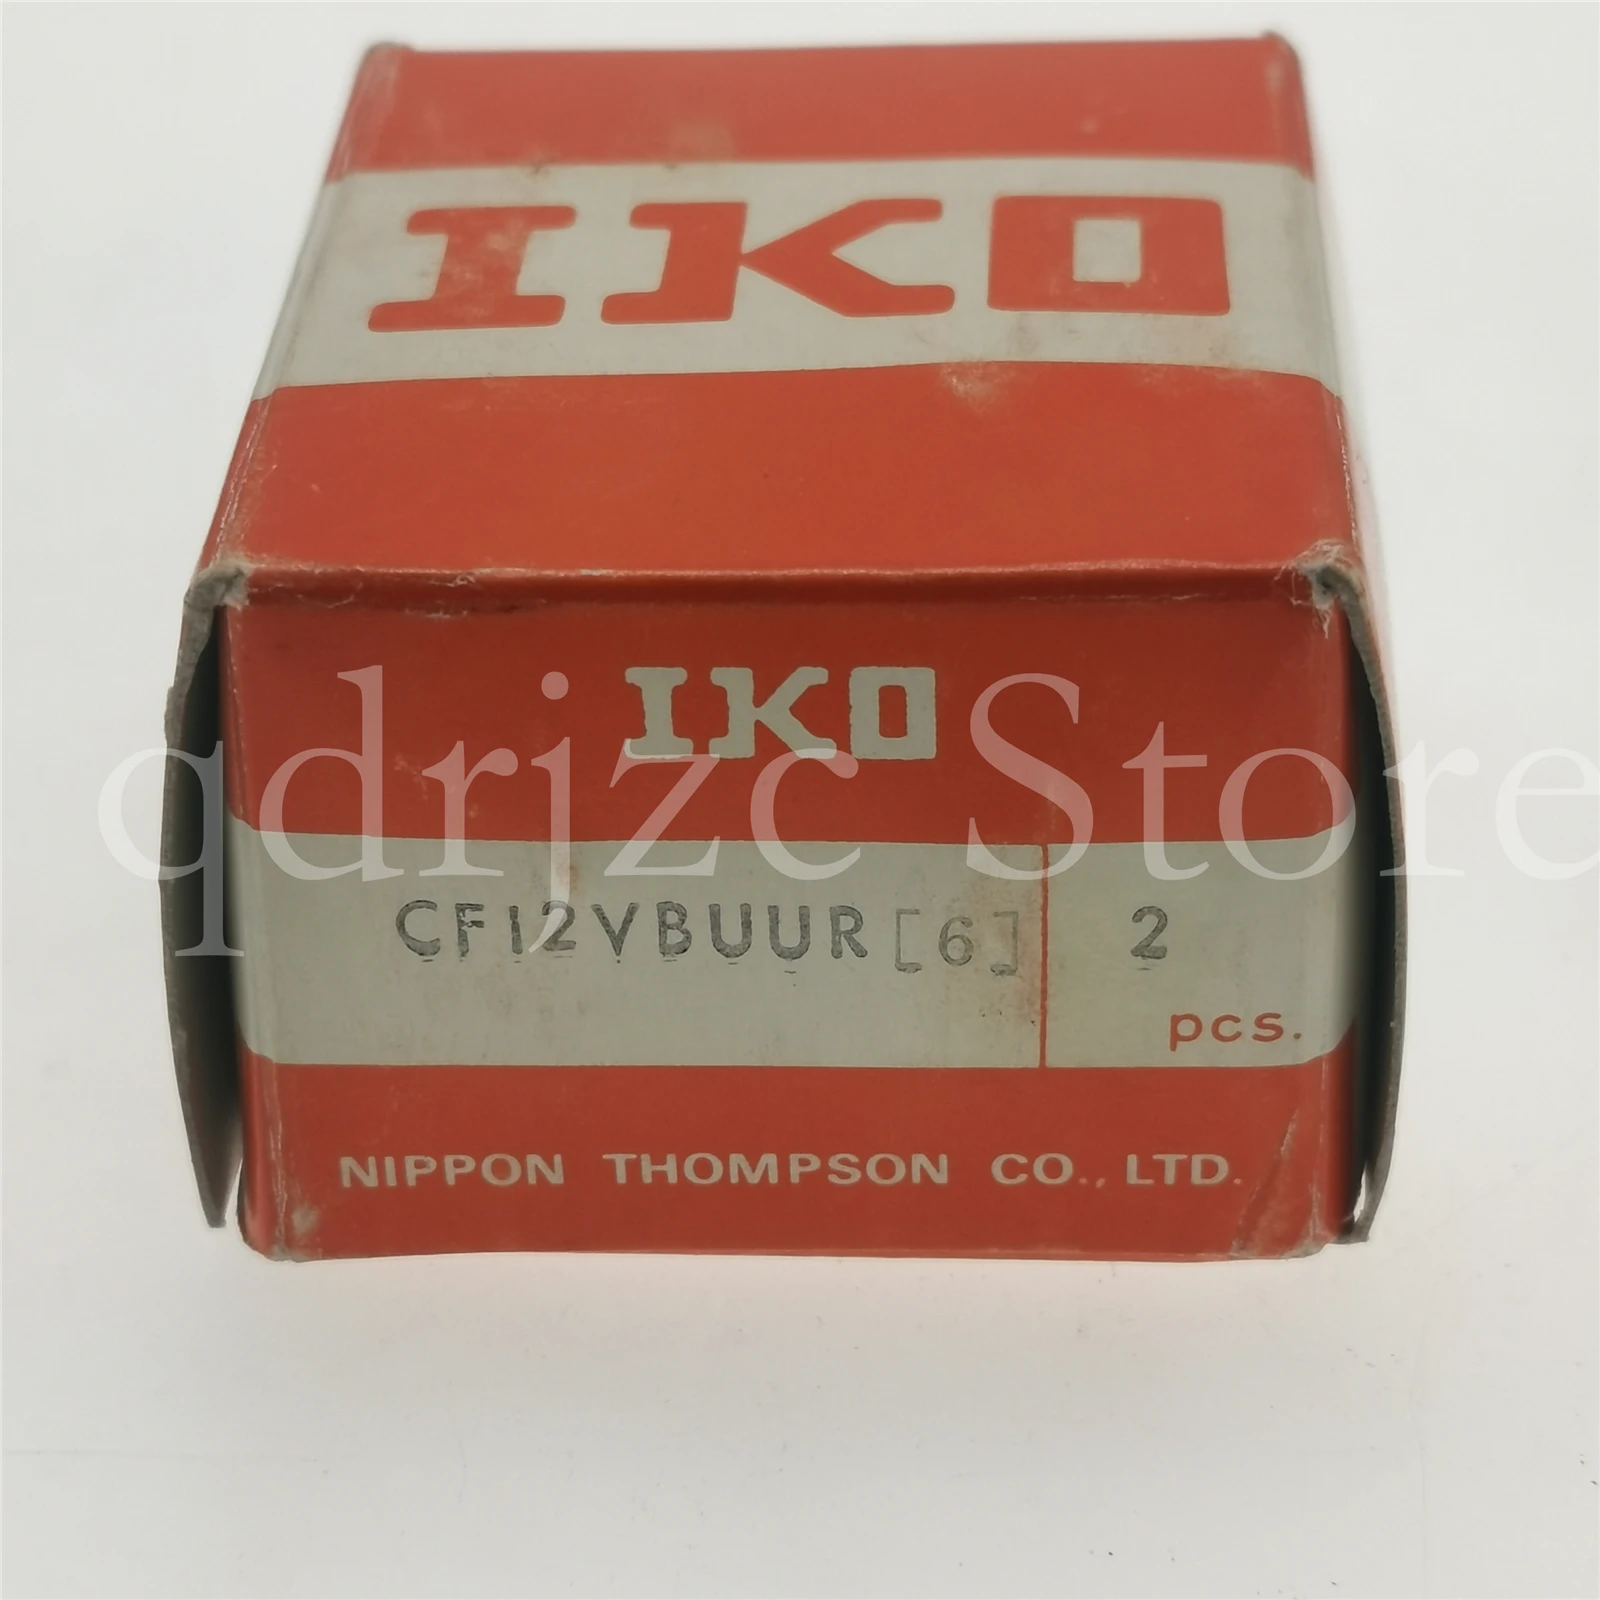 IKO
IKO
qdrjzc Store
CF12VBUUR [6] 2
pcs.
NIPPON THOMPSON CO., LTD.